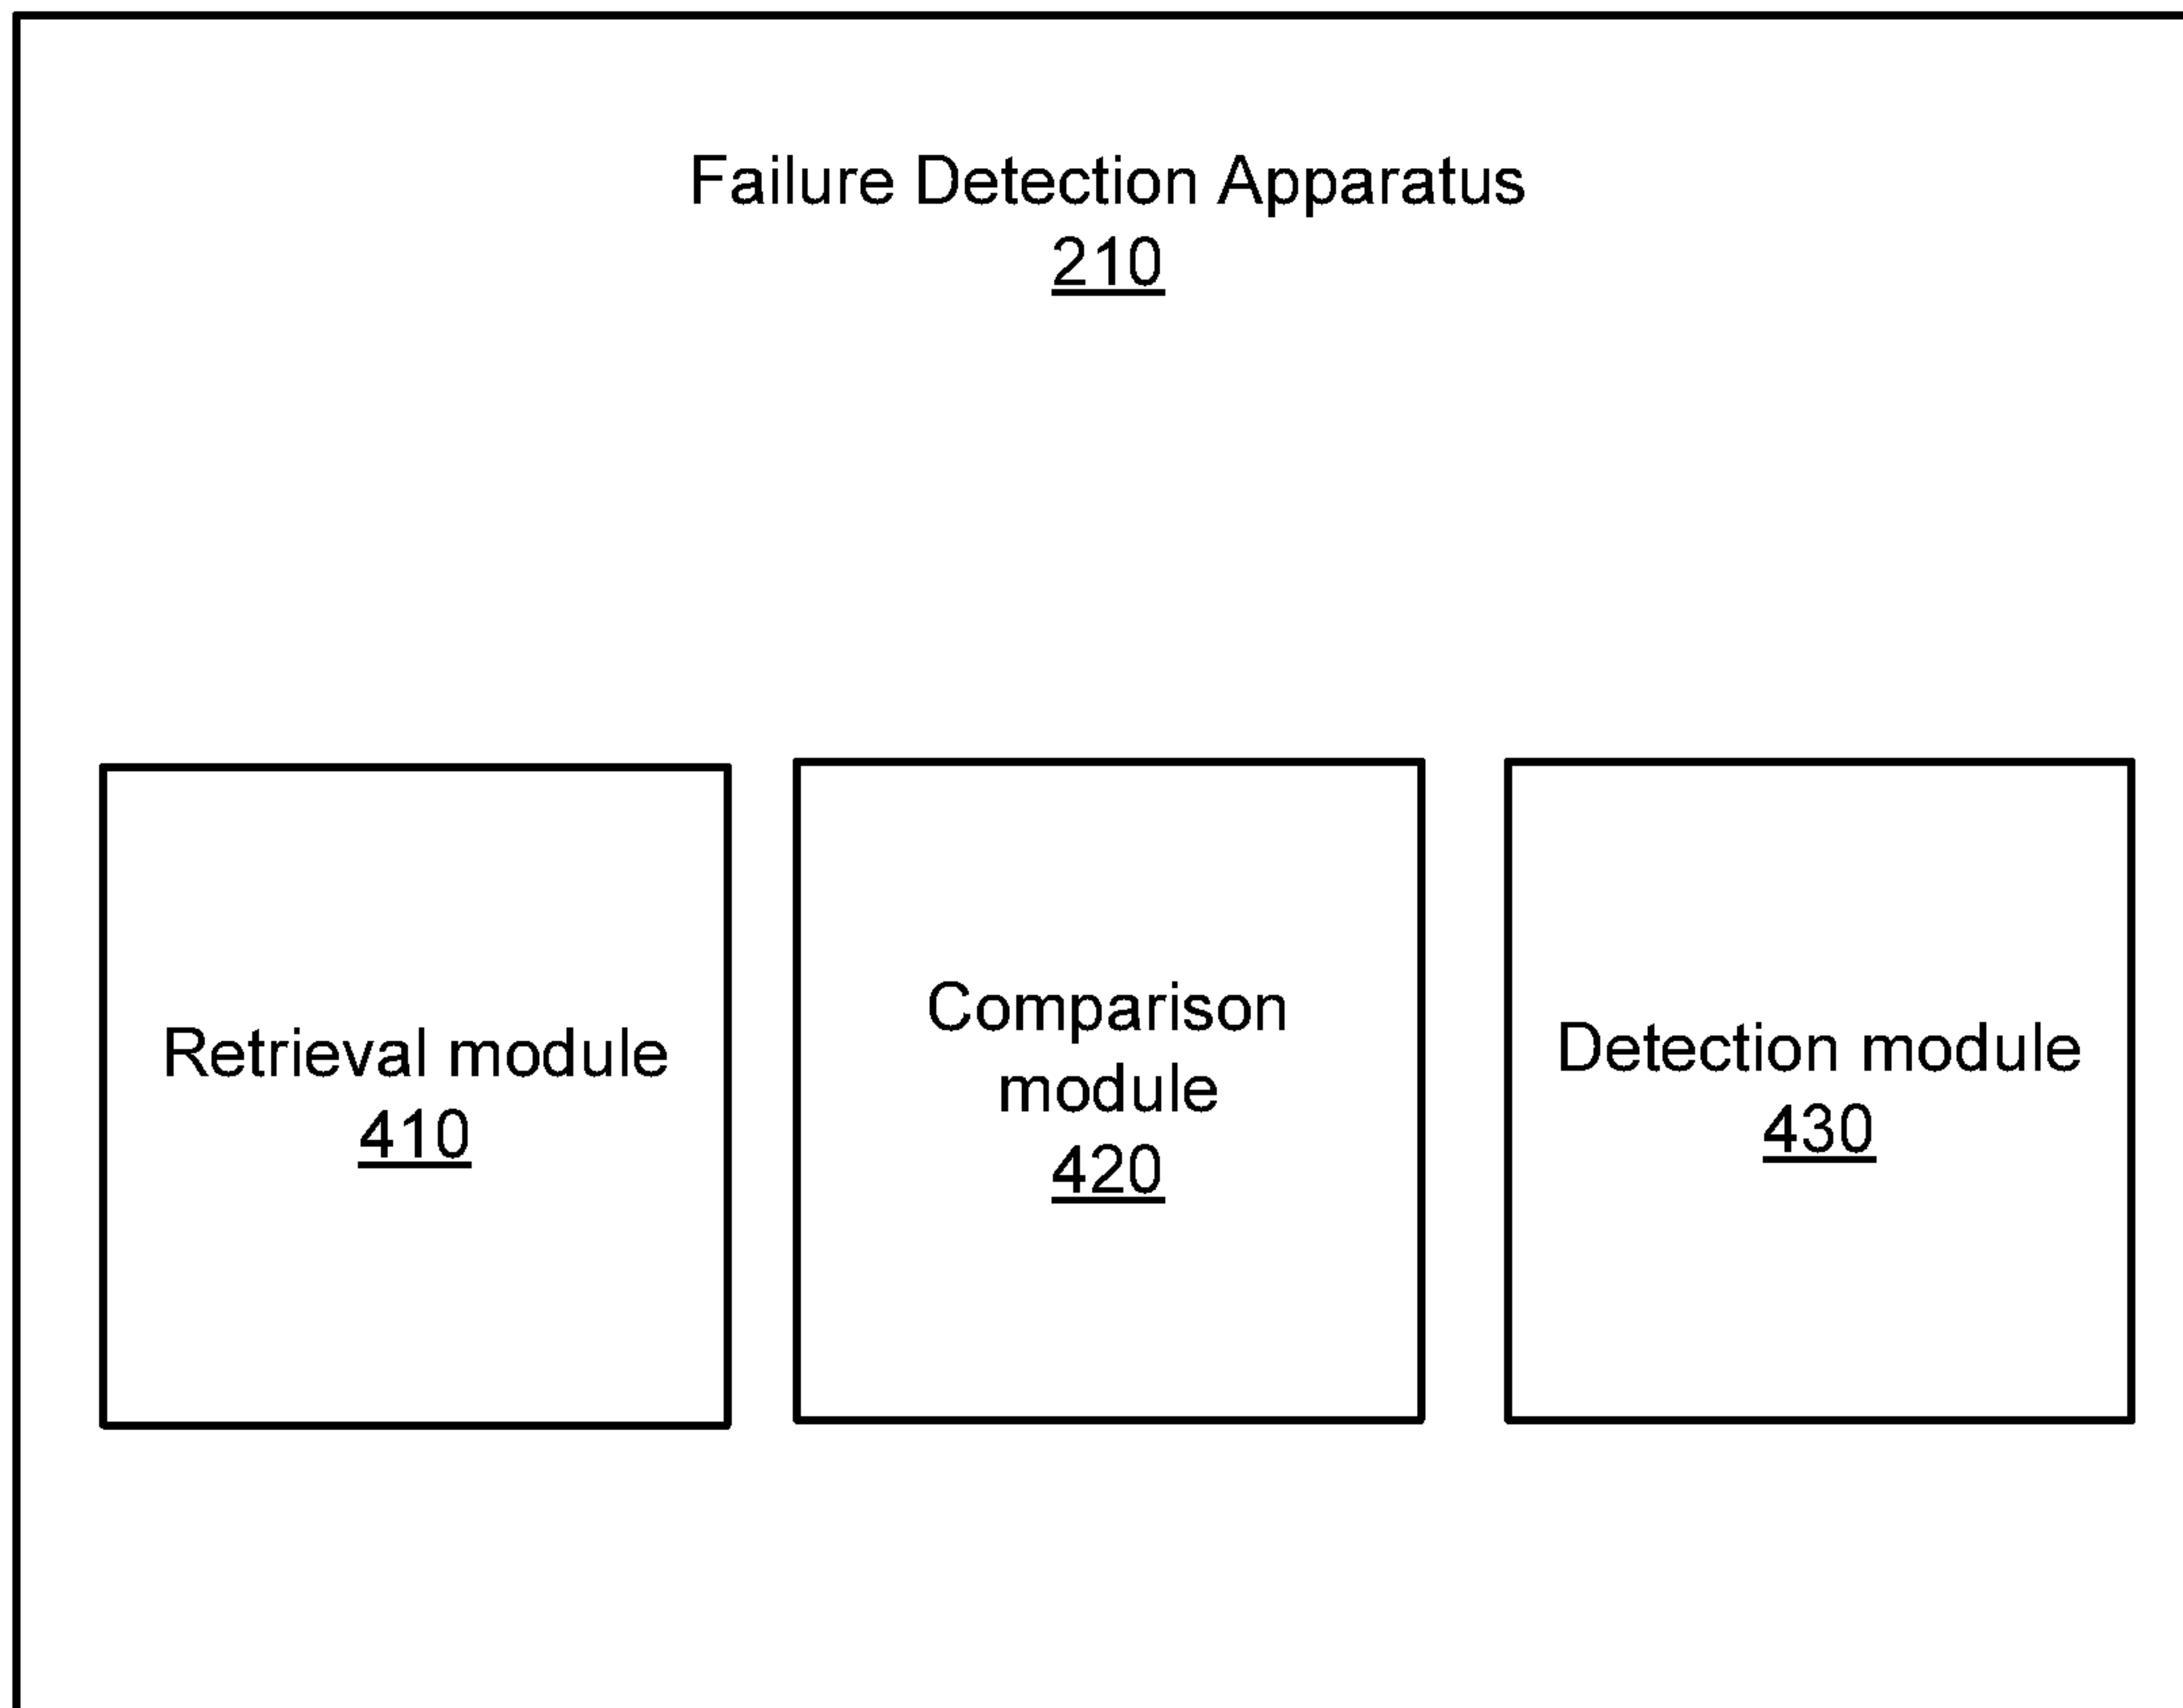 Failure Detection Apparatus
210
Retrieval module
410
Comparison
module
420
Detection module
430